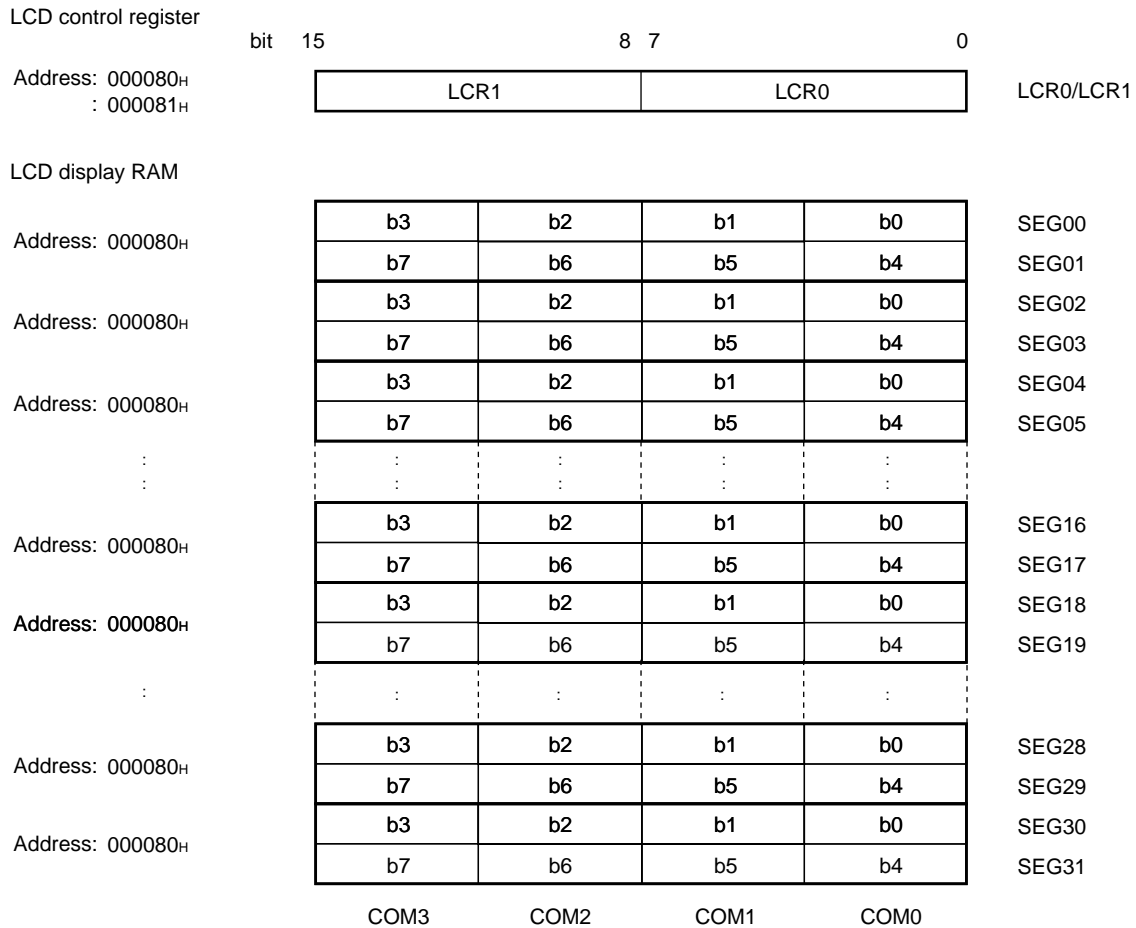 LCD control register
bit 15 8 7 0
Address: 000080H LCR1 LCR0 LCR0/LCR1
: 000081H
LCD display RAM
b3 b2 b1 b0 SEG00
Address: 000080H
b7 b6 b5 b4 SEG01
b3 b2 b1 b0 SEG02
Address: 000080H
b7 b6 b5 b4 SEG03
b3 b2 b1 b0 SEG04
Address: 000080H
b7 b6 b5 b4 SEG05
: : : : :
: : : : :
b3 b2 b1 b0 SEG16
Address: 000080H
b7 b6 b5 b4 SEG17
b3 b2 b1 b0 SEG18
Address: 000080H
b7 b6 b5 b4 SEG19
: : : : :
b3 b2 b1 b0 SEG28
Address: 000080H
b7 b6 b5 b4 SEG29
b3 b2 b1 b0 SEG30
Address: 000080H
b7 b6 b5 b4 SEG31
COM3 COM2 COM1 COM0